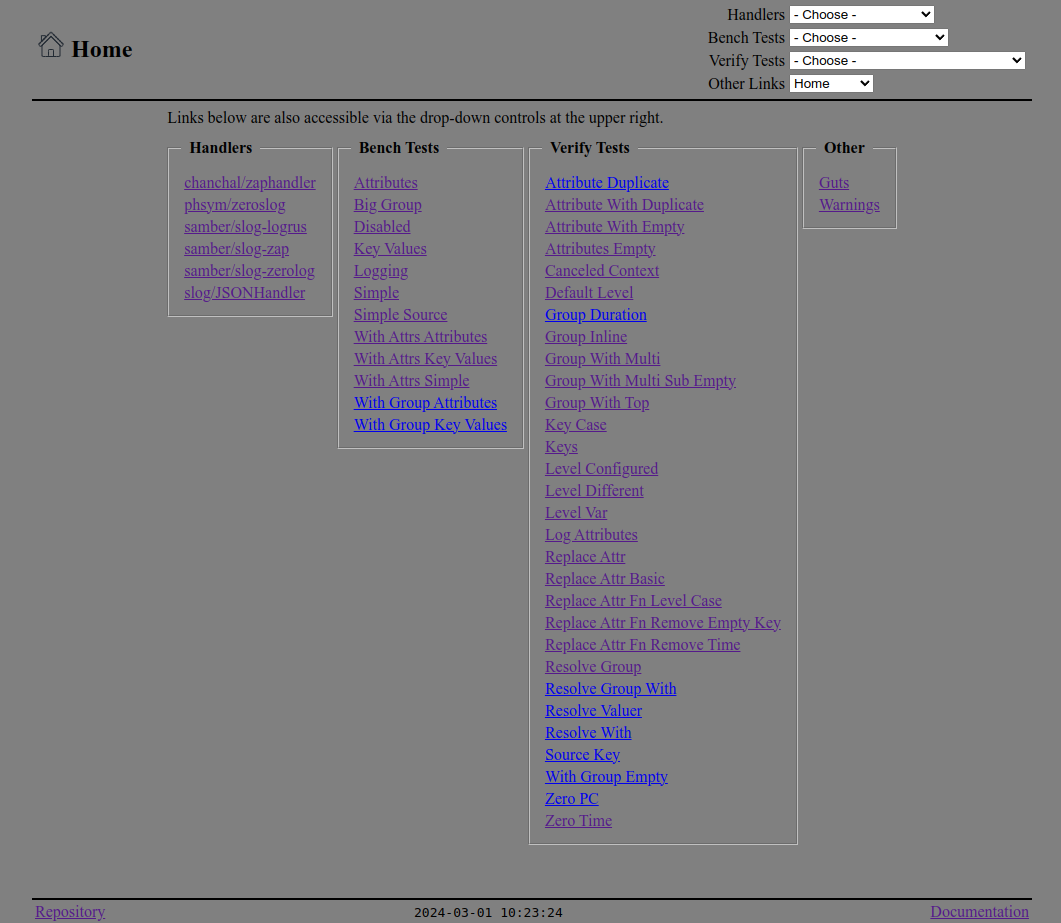 Home
Handlers - Choose -
Bench Tests - Choose -
Verify Tests - Choose -
Other Links Home
Links below are also accessible via the drop-down controls at the upper right.
Handlers
chanchal/zaphandler
phsym/zeroslog
samber/slog-logrus
samber/slog-zap
samber/slog-zerolog
slog/JSONHandler
Bench Tests
Attributes
Big Group
Disabled
Key Values
Logging
Simple
Simple Source
With Attrs Attributes
With Attrs Key Values
With Attrs Simple
With Group Attributes
With Group Key Values
Verify Tests
Attribute Duplicate
Attribute With Duplicate
Attribute With Empty
Attributes Empty
Canceled Context
Default Level
Group Duration
Group Inline
Group With Multi
Group With Multi Sub Empty
Group With Top
Key Case
Keys
Level Configured
Level Different
Level Var
Log Attributes
Replace Attr
Replace Attr Basic
Replace Attr Fn Level Case
Replace Attr Fn Remove Empty Key
Replace Attr Fn Remove Time
Resolve Group
Resolve Group With
Resolve Valuer
Resolve With
Source Key
With Group Empty
Zero PC
Zero Time
Other
Guts
Warnings
Repository 2024-03-01 10:23:24 Documentation